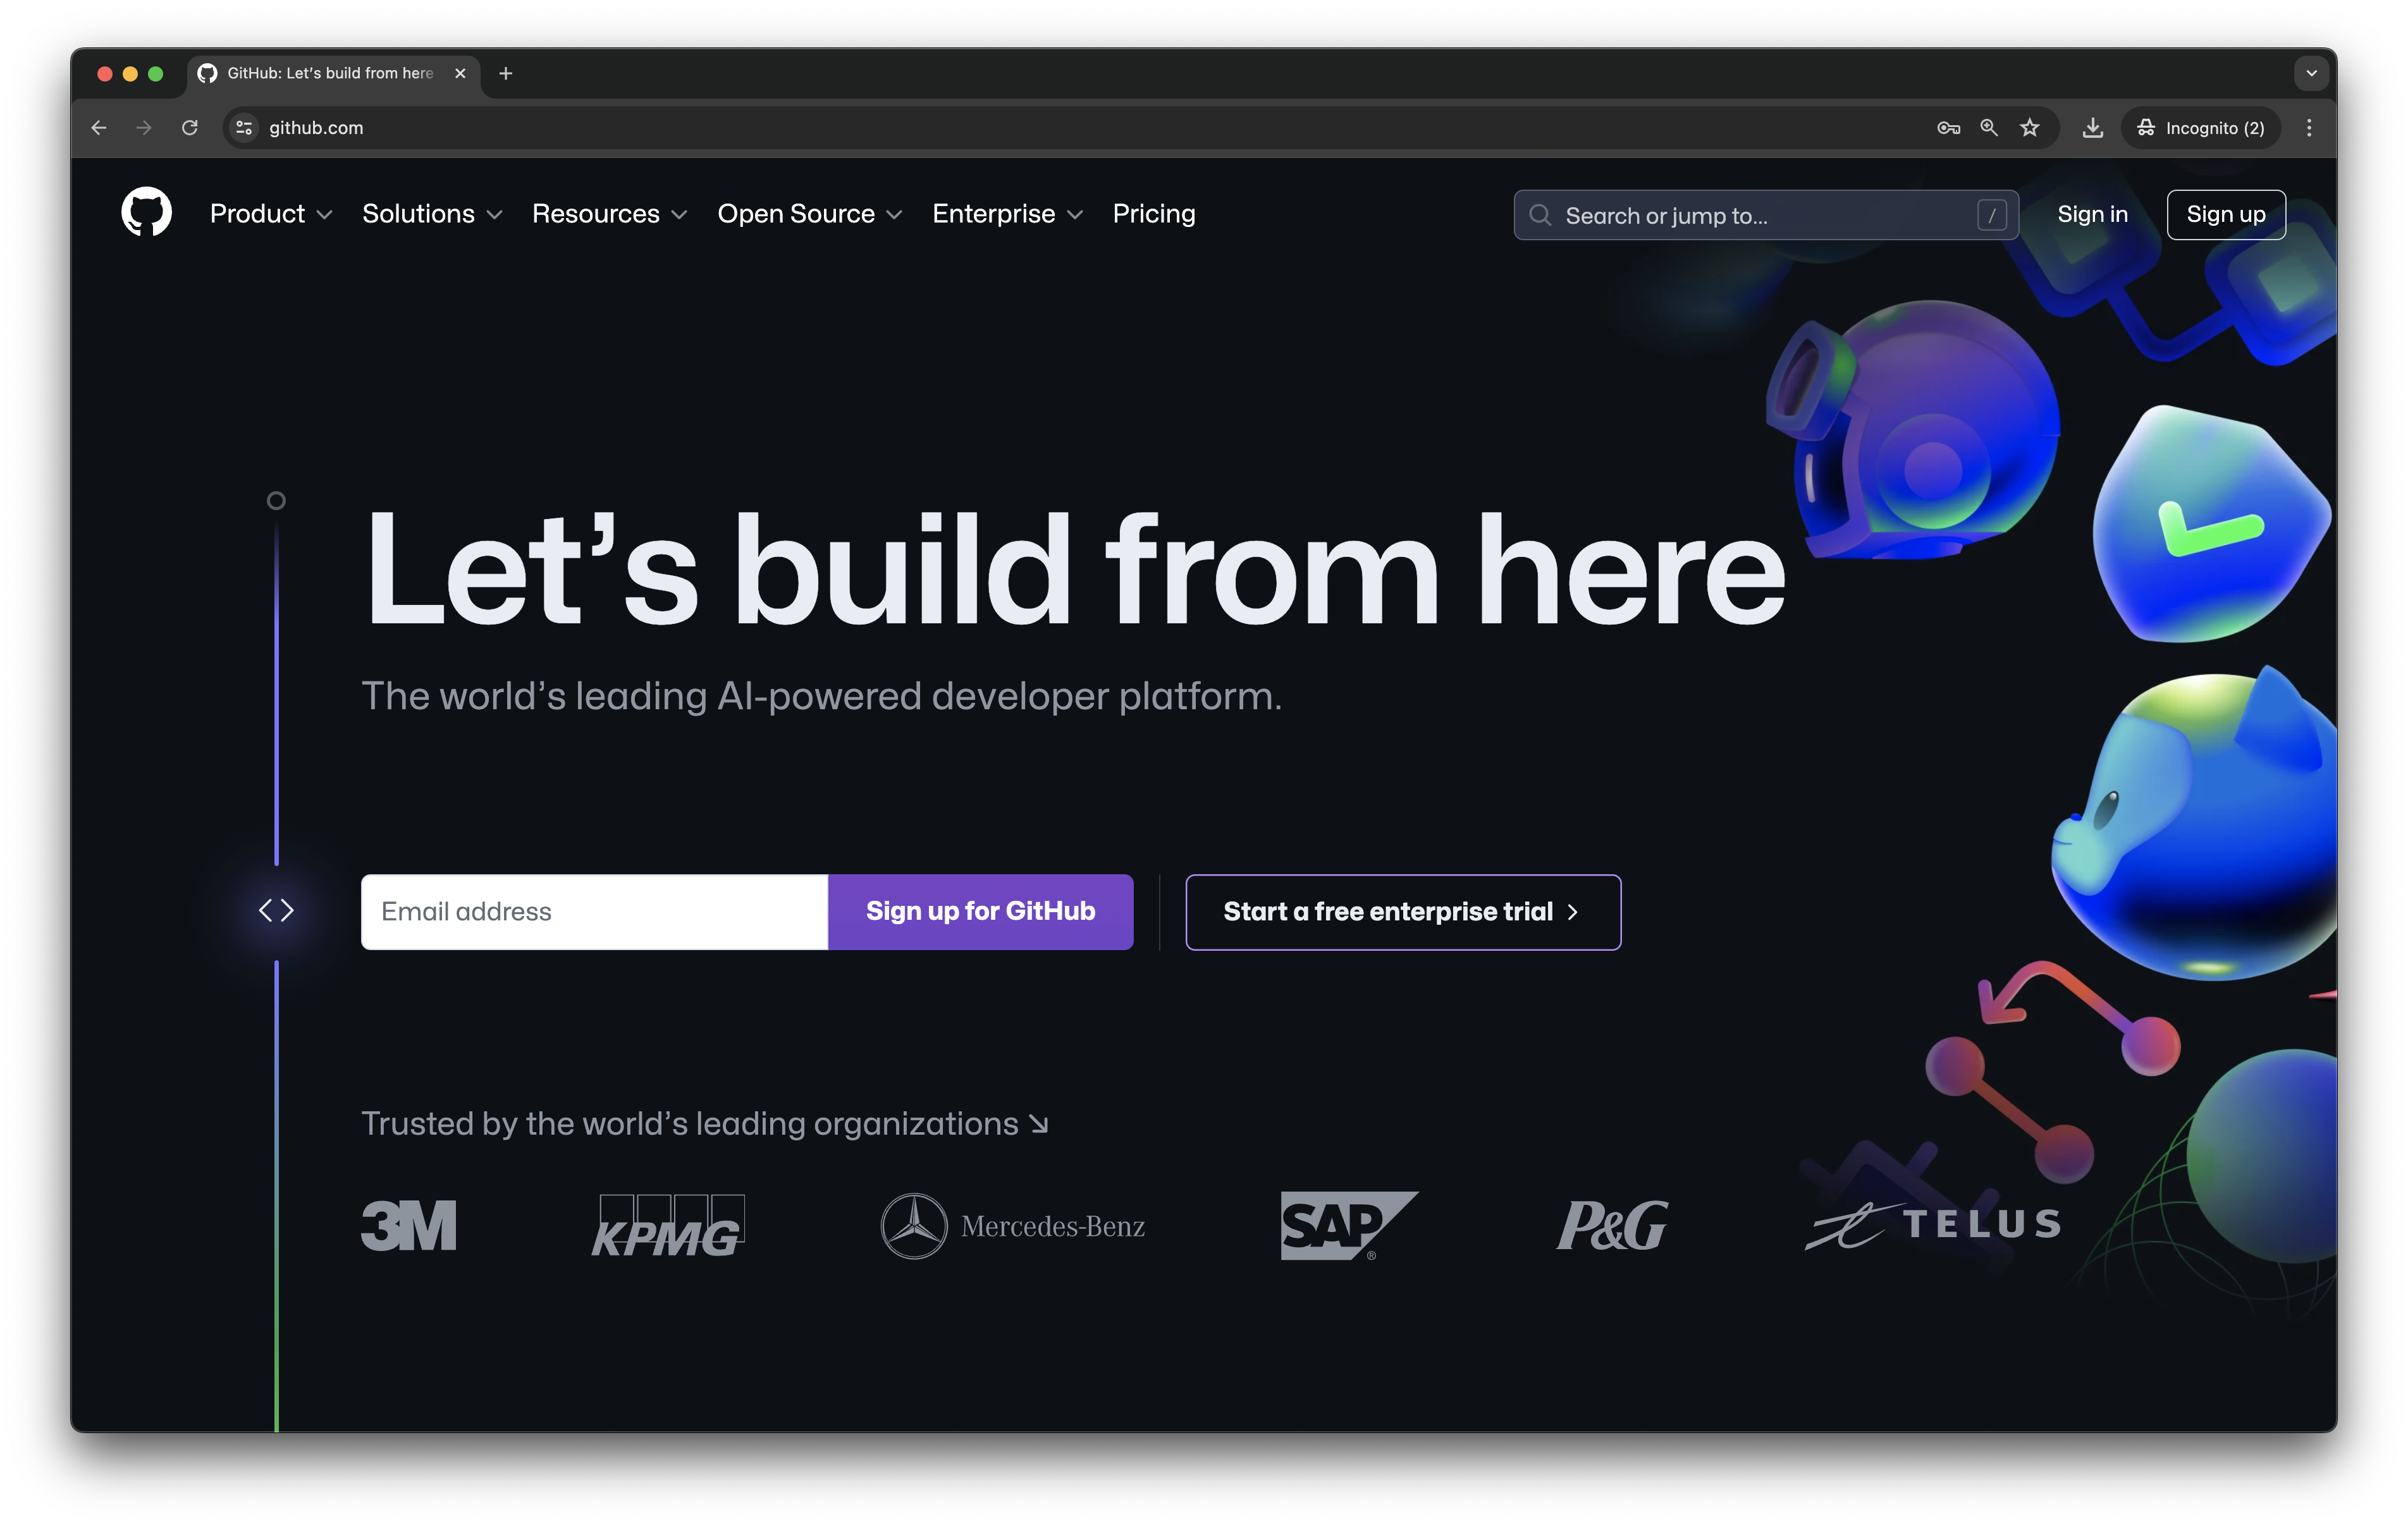 GitHub: Let's build from here
github.com
Incognito (2)
Product
Solutions
Resources
Open Source
Enterprise
Pricing
Search or jump to...
/
Sign in
Sign up
Let's build from here
The world's leading AI-powered developer platform.
Email address
Sign up for GitHub
Start a free enterprise trial
Trusted by the world's leading organizations
3M
KPMG
Mercedes-Benz
SAP®
P&G
TELUS